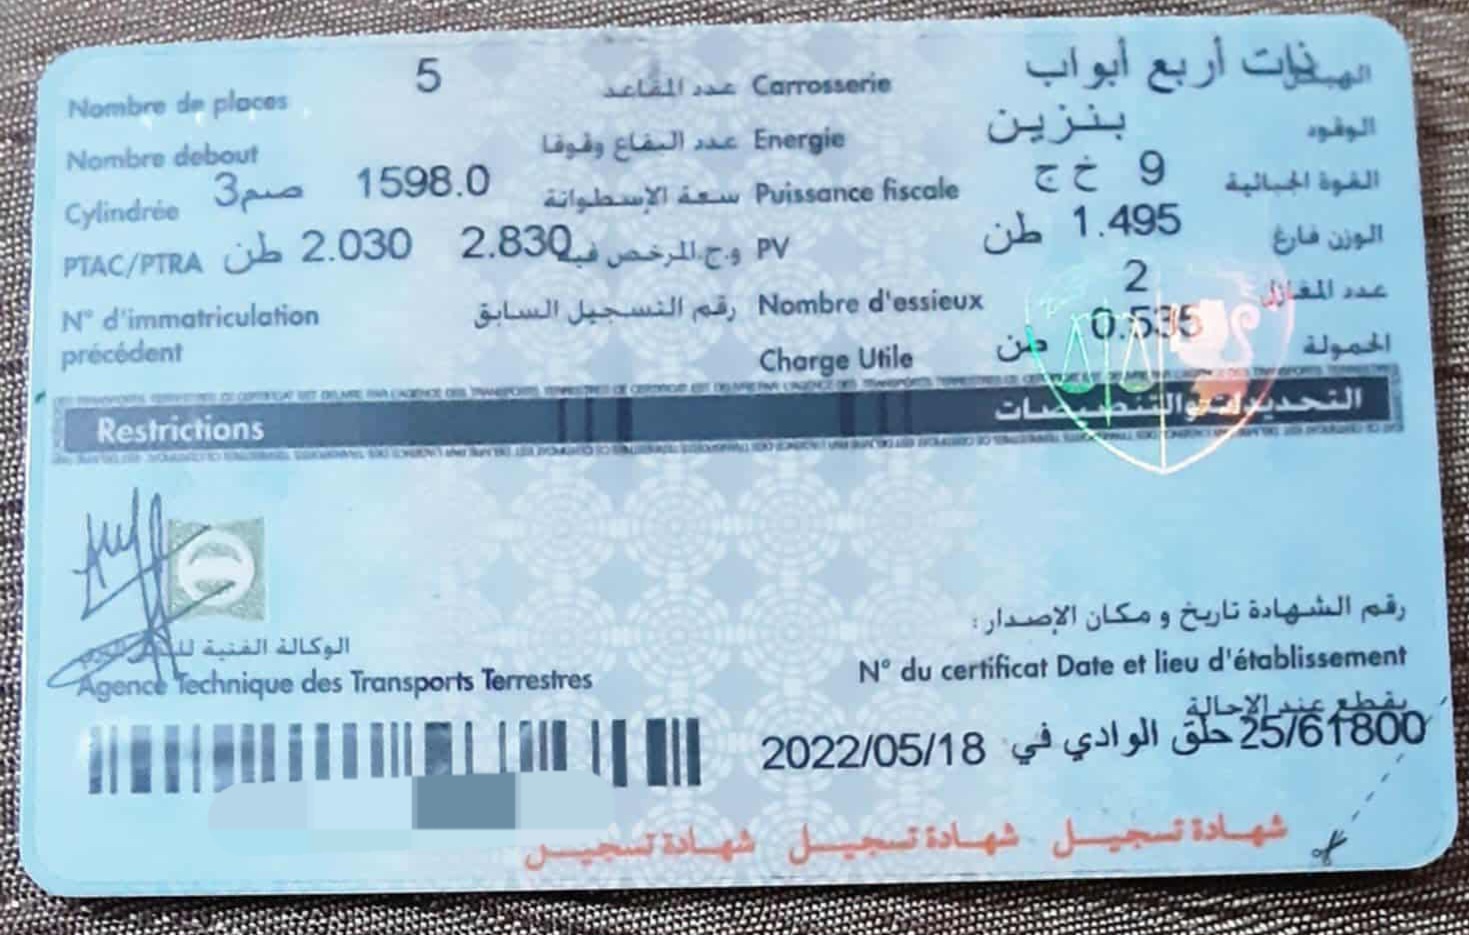 Nombre de places 5 عدد المقاعد Carrosserie ذات أربع أبواب الهيكل
Nombre debout عدد البقاع وقوفا Energie بنزين الوقود
Cylindrée صم3 1598.0 سعة الإسطوانة Puissance fiscale 9 خ ج القوة الجبائية
PTAC/PTRA طن 2.030 2.830 و.ج.المرخص فيه PV 1.495 طن الوزن فارغ
N° d'immatriculation précédent رقم التسجيل السابق Nombre d'essieux 2 عدد المغازل
Charge Utile 0.535 طن الحمولة
Restrictions التحديدات والتنصيصات
رقم الشهادة تاريخ و مكان الإصدار:
الوكالة الفنية
N° du certificat Date et lieu d'établissement
Agence Technique des Transports Terrestres
يقطع عند الإحالة
25/61800 حلق الوادي في 2022/05/18
شهادة تسجيل شهادة تسجيل شهادة تسجيل